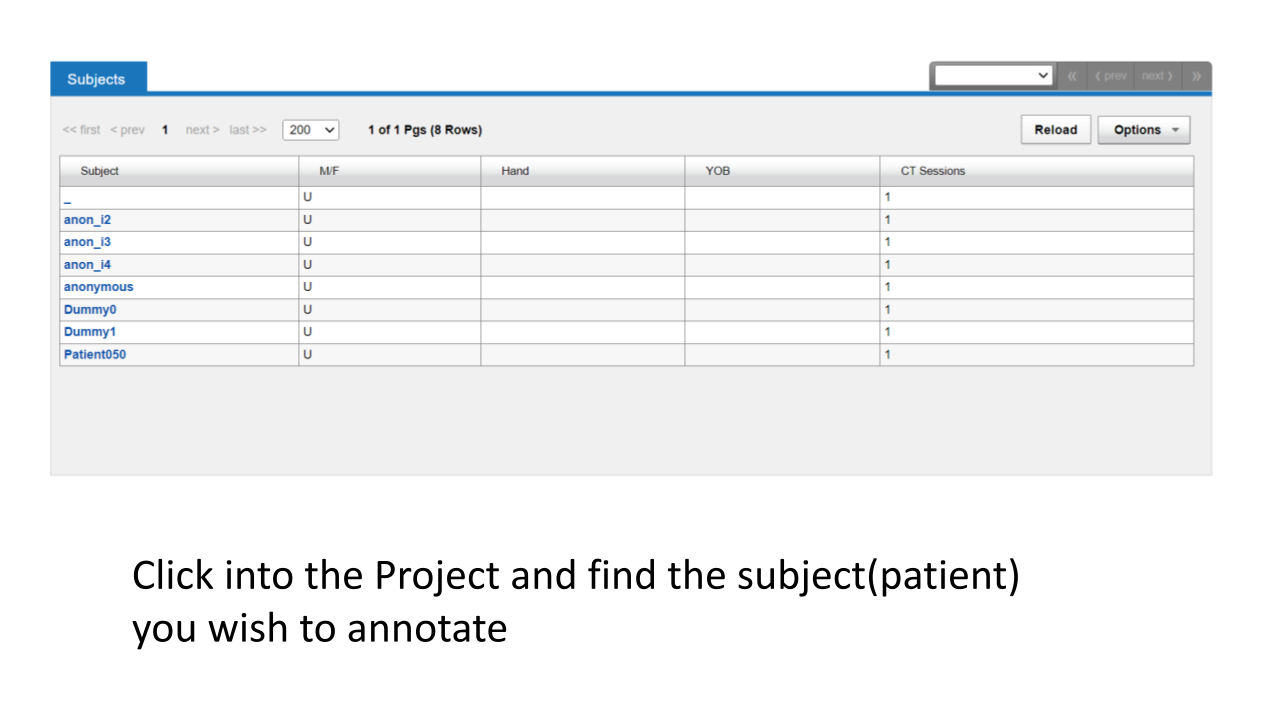 Subjects
« ‹ prev next › »
<< first < prev 1 next > last >> 200 1 of 1 Pgs (8 Rows) Reload Options
Subject M/F Hand YOB CT Sessions
_ U 1
anon_i2 U 1
anon_i3 U 1
anon_i4 U 1
anonymous U 1
Dummy0 U 1
Dummy1 U 1
Patient050 U 1
Click into the Project and find the subject(patient)
you wish to annotate